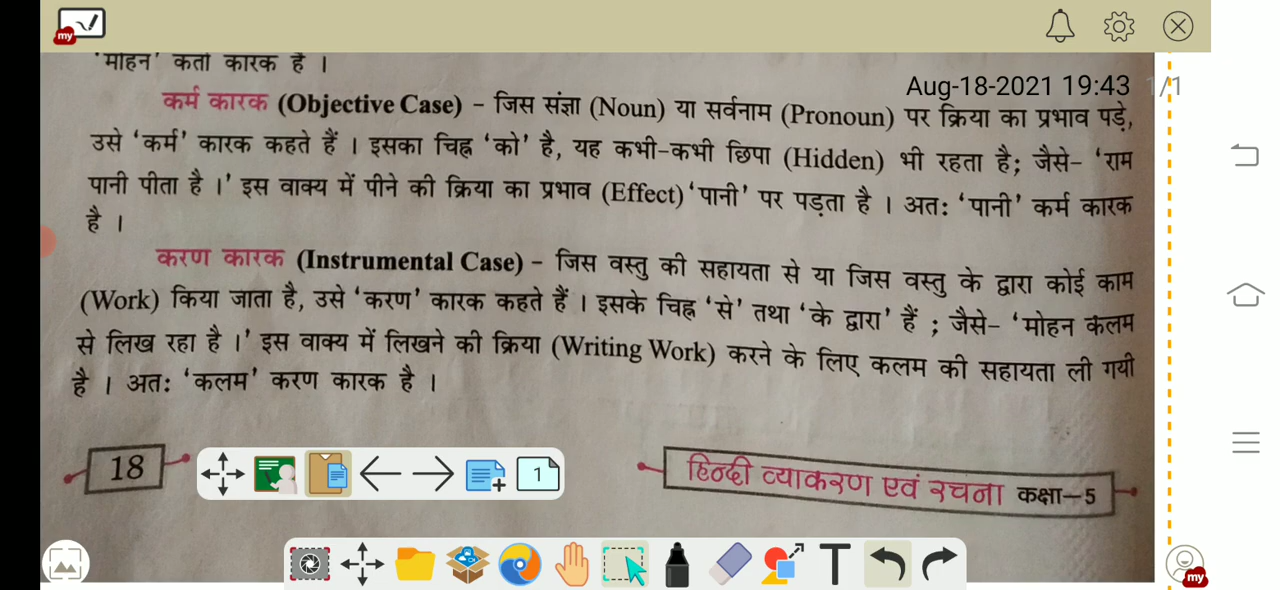 my
Aug-18-2021 19:43 1/1
'मोहन' कर्ता कारक है ।
कर्म कारक (Objective Case) - जिस संज्ञा (Noun) या सर्वनाम (Pronoun) पर क्रिया का प्रभाव पड़े,
उसे 'कर्म' कारक कहते हैं । इसका चिह्न 'को' है, यह कभी-कभी छिपा (Hidden) भी रहता है; जैसे- 'राम
पानी पीता है ।' इस वाक्य में पीने की क्रिया का प्रभाव (Effect) 'पानी' पर पड़ता है । अतः 'पानी' कर्म कारक
है ।
करण कारक (Instrumental Case) - जिस वस्तु की सहायता से या जिस वस्तु के द्वारा कोई काम
(Work) किया जाता है, उसे 'करण' कारक कहते हैं । इसके चिह्न 'से' तथा 'के द्वारा' हैं ; जैसे- 'मोहन कलम
से लिख रहा है ।' इस वाक्य में लिखने की क्रिया (Writing Work) करने के लिए कलम की सहायता ली गयी
है । अतः 'कलम' करण कारक है ।
18
1
हिन्दी व्याकरण एवं रचना कक्षा-5
T
my